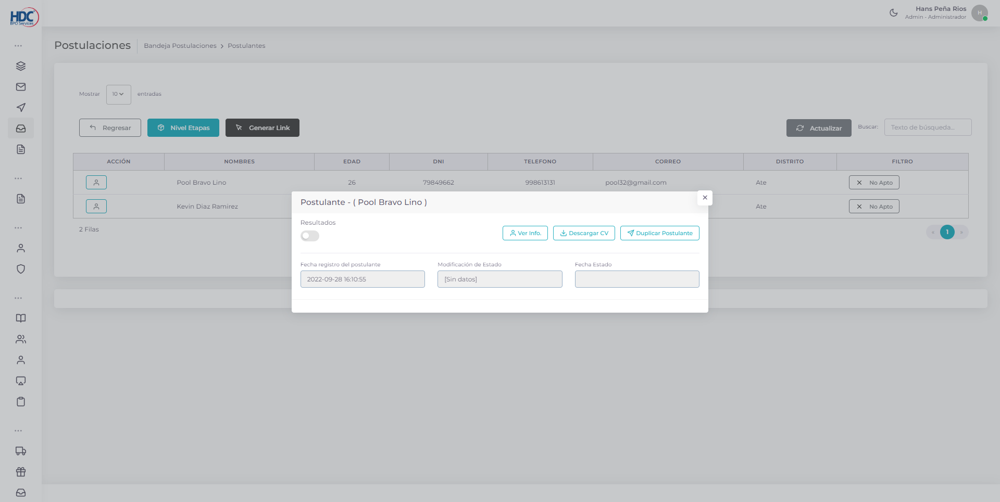 HDC
BPO Services
Hans Peña Rios
Admin - Administrador
H
Postulaciones
Bandeja Postulaciones
Postulantes
Mostrar
10
entradas
Regresar
Nivel Etapas
Generar Link
Actualizar
Buscar:
Texto de búsqueda...
ACCIÓN NOMBRES EDAD DNI TELEFONO CORREO DISTRITO FILTRO
Pool Bravo Lino 26 79849662 998613131 pool32@gmail.com Ate No Apto
Kevin Diaz Ramirez Ate No Apto
2 Filas
« 1 »
Postulante - ( Pool Bravo Lino )
Resultados
Ver Info.
Descargar CV
Duplicar Postulante
Fecha registro del postulante
2022-09-28 16:10:55
Modificación de Estado
[Sin datos]
Fecha Estado